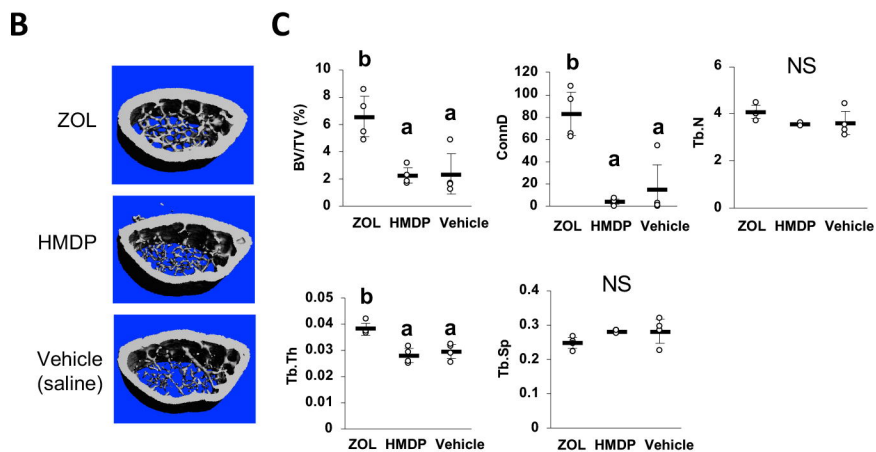 B
ZOL
HMDP
Vehicle
(saline)
C
b
a
a
BV/TV (%)
10
8
6
4
2
0
ZOL HMDP Vehicle
b
a
a
ConnD
120
100
80
60
40
20
0
ZOL HMDP Vehicle
NS
Tb.N
6
4
2
0
ZOL HMDP Vehicle
b
a
a
Tb.Th
0.05
0.04
0.03
0.02
0.01
0
ZOL HMDP Vehicle
NS
Tb.Sp
0.4
0.3
0.2
0.1
0
ZOL HMDP Vehicle